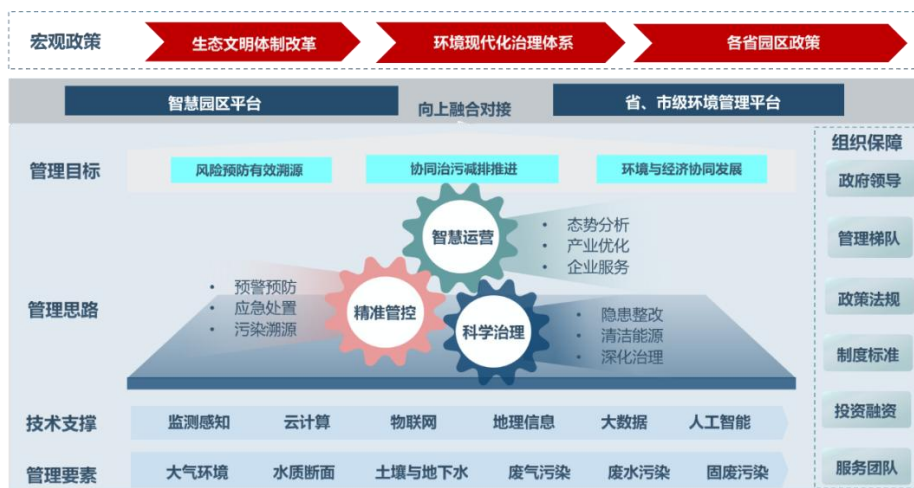 宏观政策
生态文明体制改革
环境现代化治理体系
各省园区政策
智慧园区平台
向上融合对接
省、市级环境管理平台
管理目标
风险预防有效溯源
协同治污减排推进
环境与经济协同发展
管理思路
智慧运营
• 态势分析
• 产业优化
• 企业服务
• 预警预防
• 应急处置
• 污染溯源
精准管控
科学治理
• 隐患整改
• 清洁能源
• 深化治理
技术支撑
监测感知
云计算
物联网
地理信息
大数据
人工智能
管理要素
大气环境
水质断面
土壤与地下水
废气污染
废水污染
固废污染
组织保障
政府领导
管理梯队
政策法规
制度标准
投资融资
服务团队